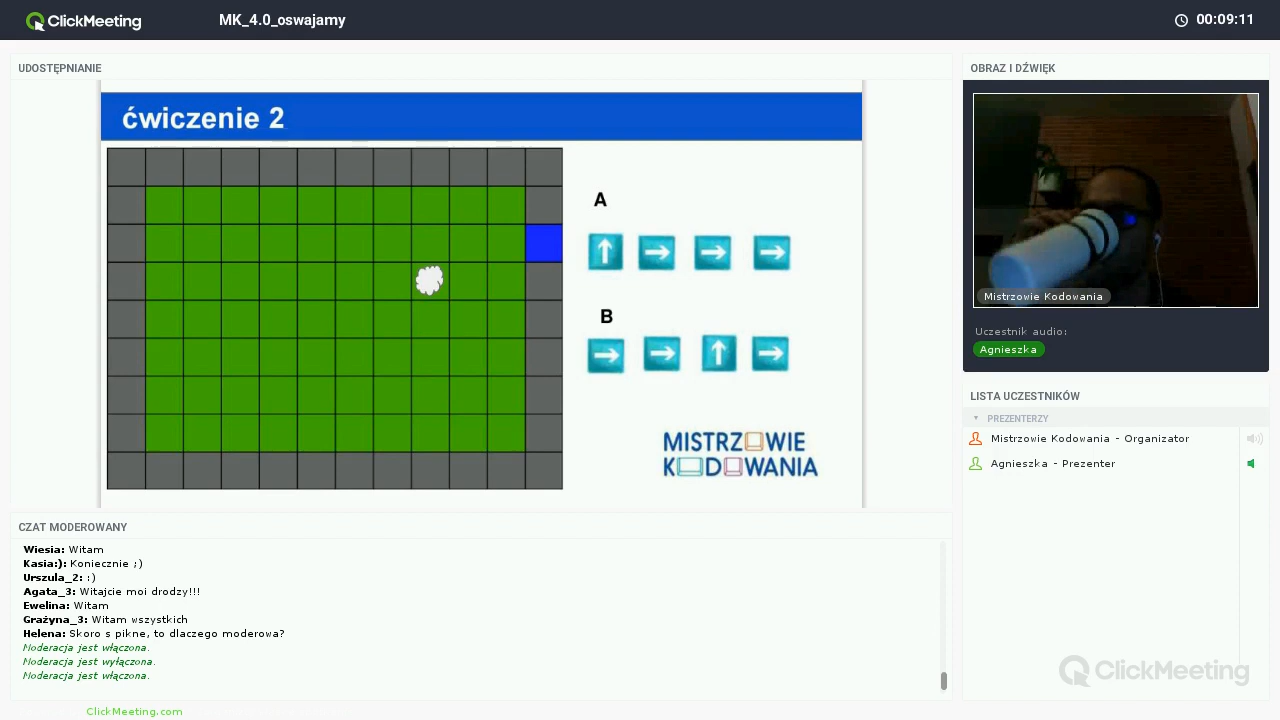 ClickMeeting
MK_4.0_oswajamy
00:09:11
UDOSTĘPNIANIE
ćwiczenie 2
A
B
MISTRZOWIE
KODOWANIA
OBRAZ I DŹWIĘK
Mistrzowie Kodowania
Uczestnik audio:
Agnieszka
LISTA UCZESTNIKÓW
PREZENTERZY
Mistrzowie Kodowania - Organizator
Agnieszka - Prezenter
CZAT MODEROWANY
Wiesia: Witam
Kasia:): Koniecznie ;)
Urszula_2: :)
Agata_3: Witajcie moi drodzy!!!
Ewelina: Witam
Grażyna_3: Witam wszystkich
Helena: Skoro s pikne, to dlaczego moderowa?
Moderacja jest włączona.
Moderacja jest wyłączona.
Moderacja jest włączona.
ClickMeeting
ClickMeeting.com